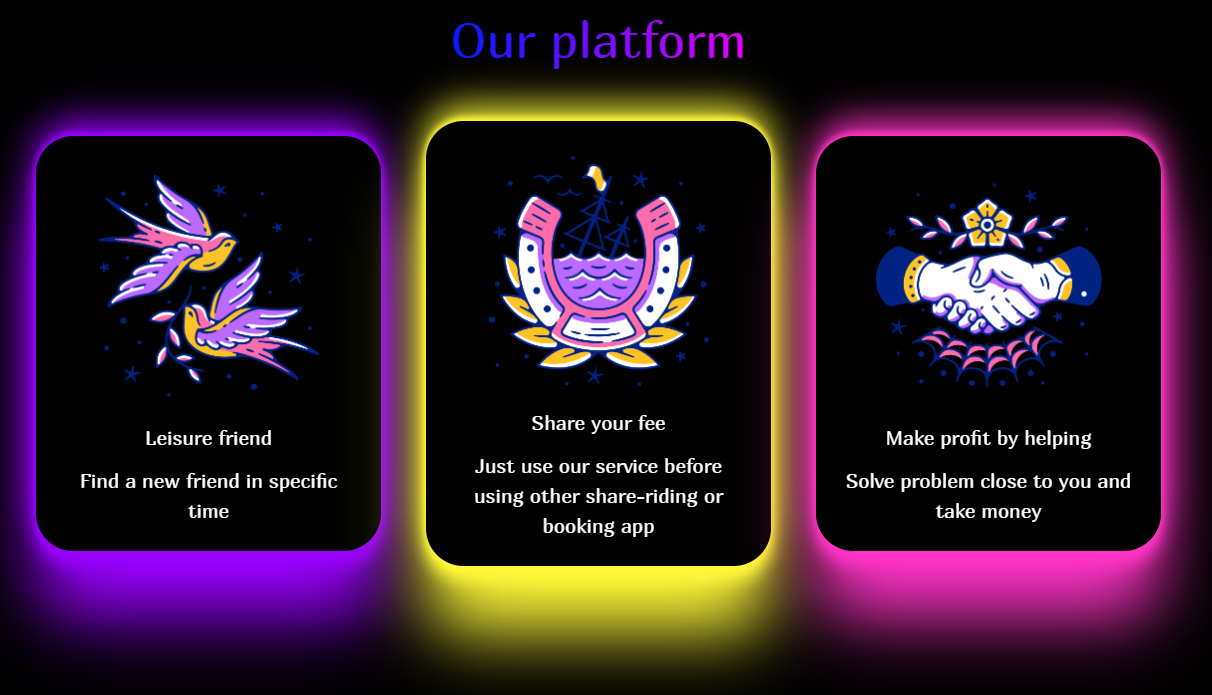 Our platform
Leisure friend
Find a new friend in specific
time
Share your fee
Just use our service before
using other share-riding or
booking app
Make profit by helping
Solve problem close to you and
take money